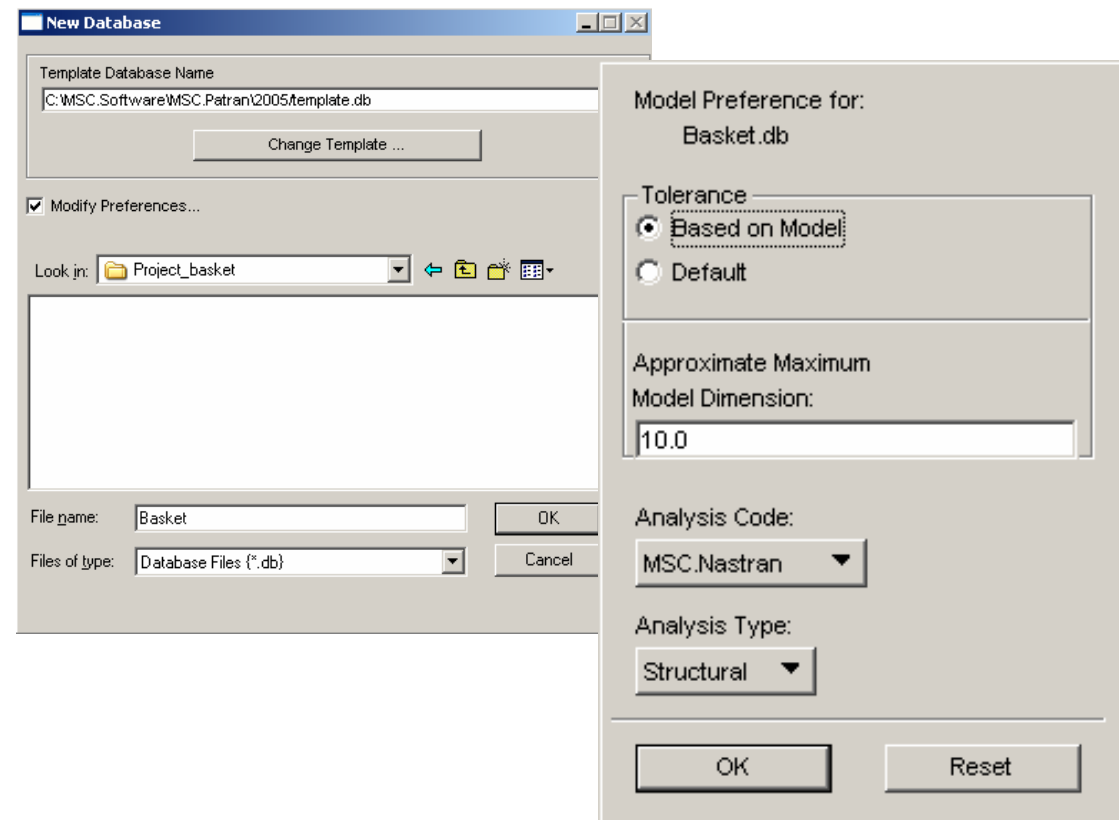 New Database
Template Database Name
C:\MSC.Software\MSC.Patran\2005/template.db
Change Template ...
Modify Preferences...
Look in: Project_basket
File name: Basket
OK
Files of type: Database Files {*.db}
Cancel
Model Preference for:
Basket.db
Tolerance
Based on Model
Default
Approximate Maximum
Model Dimension:
10.0
Analysis Code:
MSC.Nastran
Analysis Type:
Structural
OK
Reset